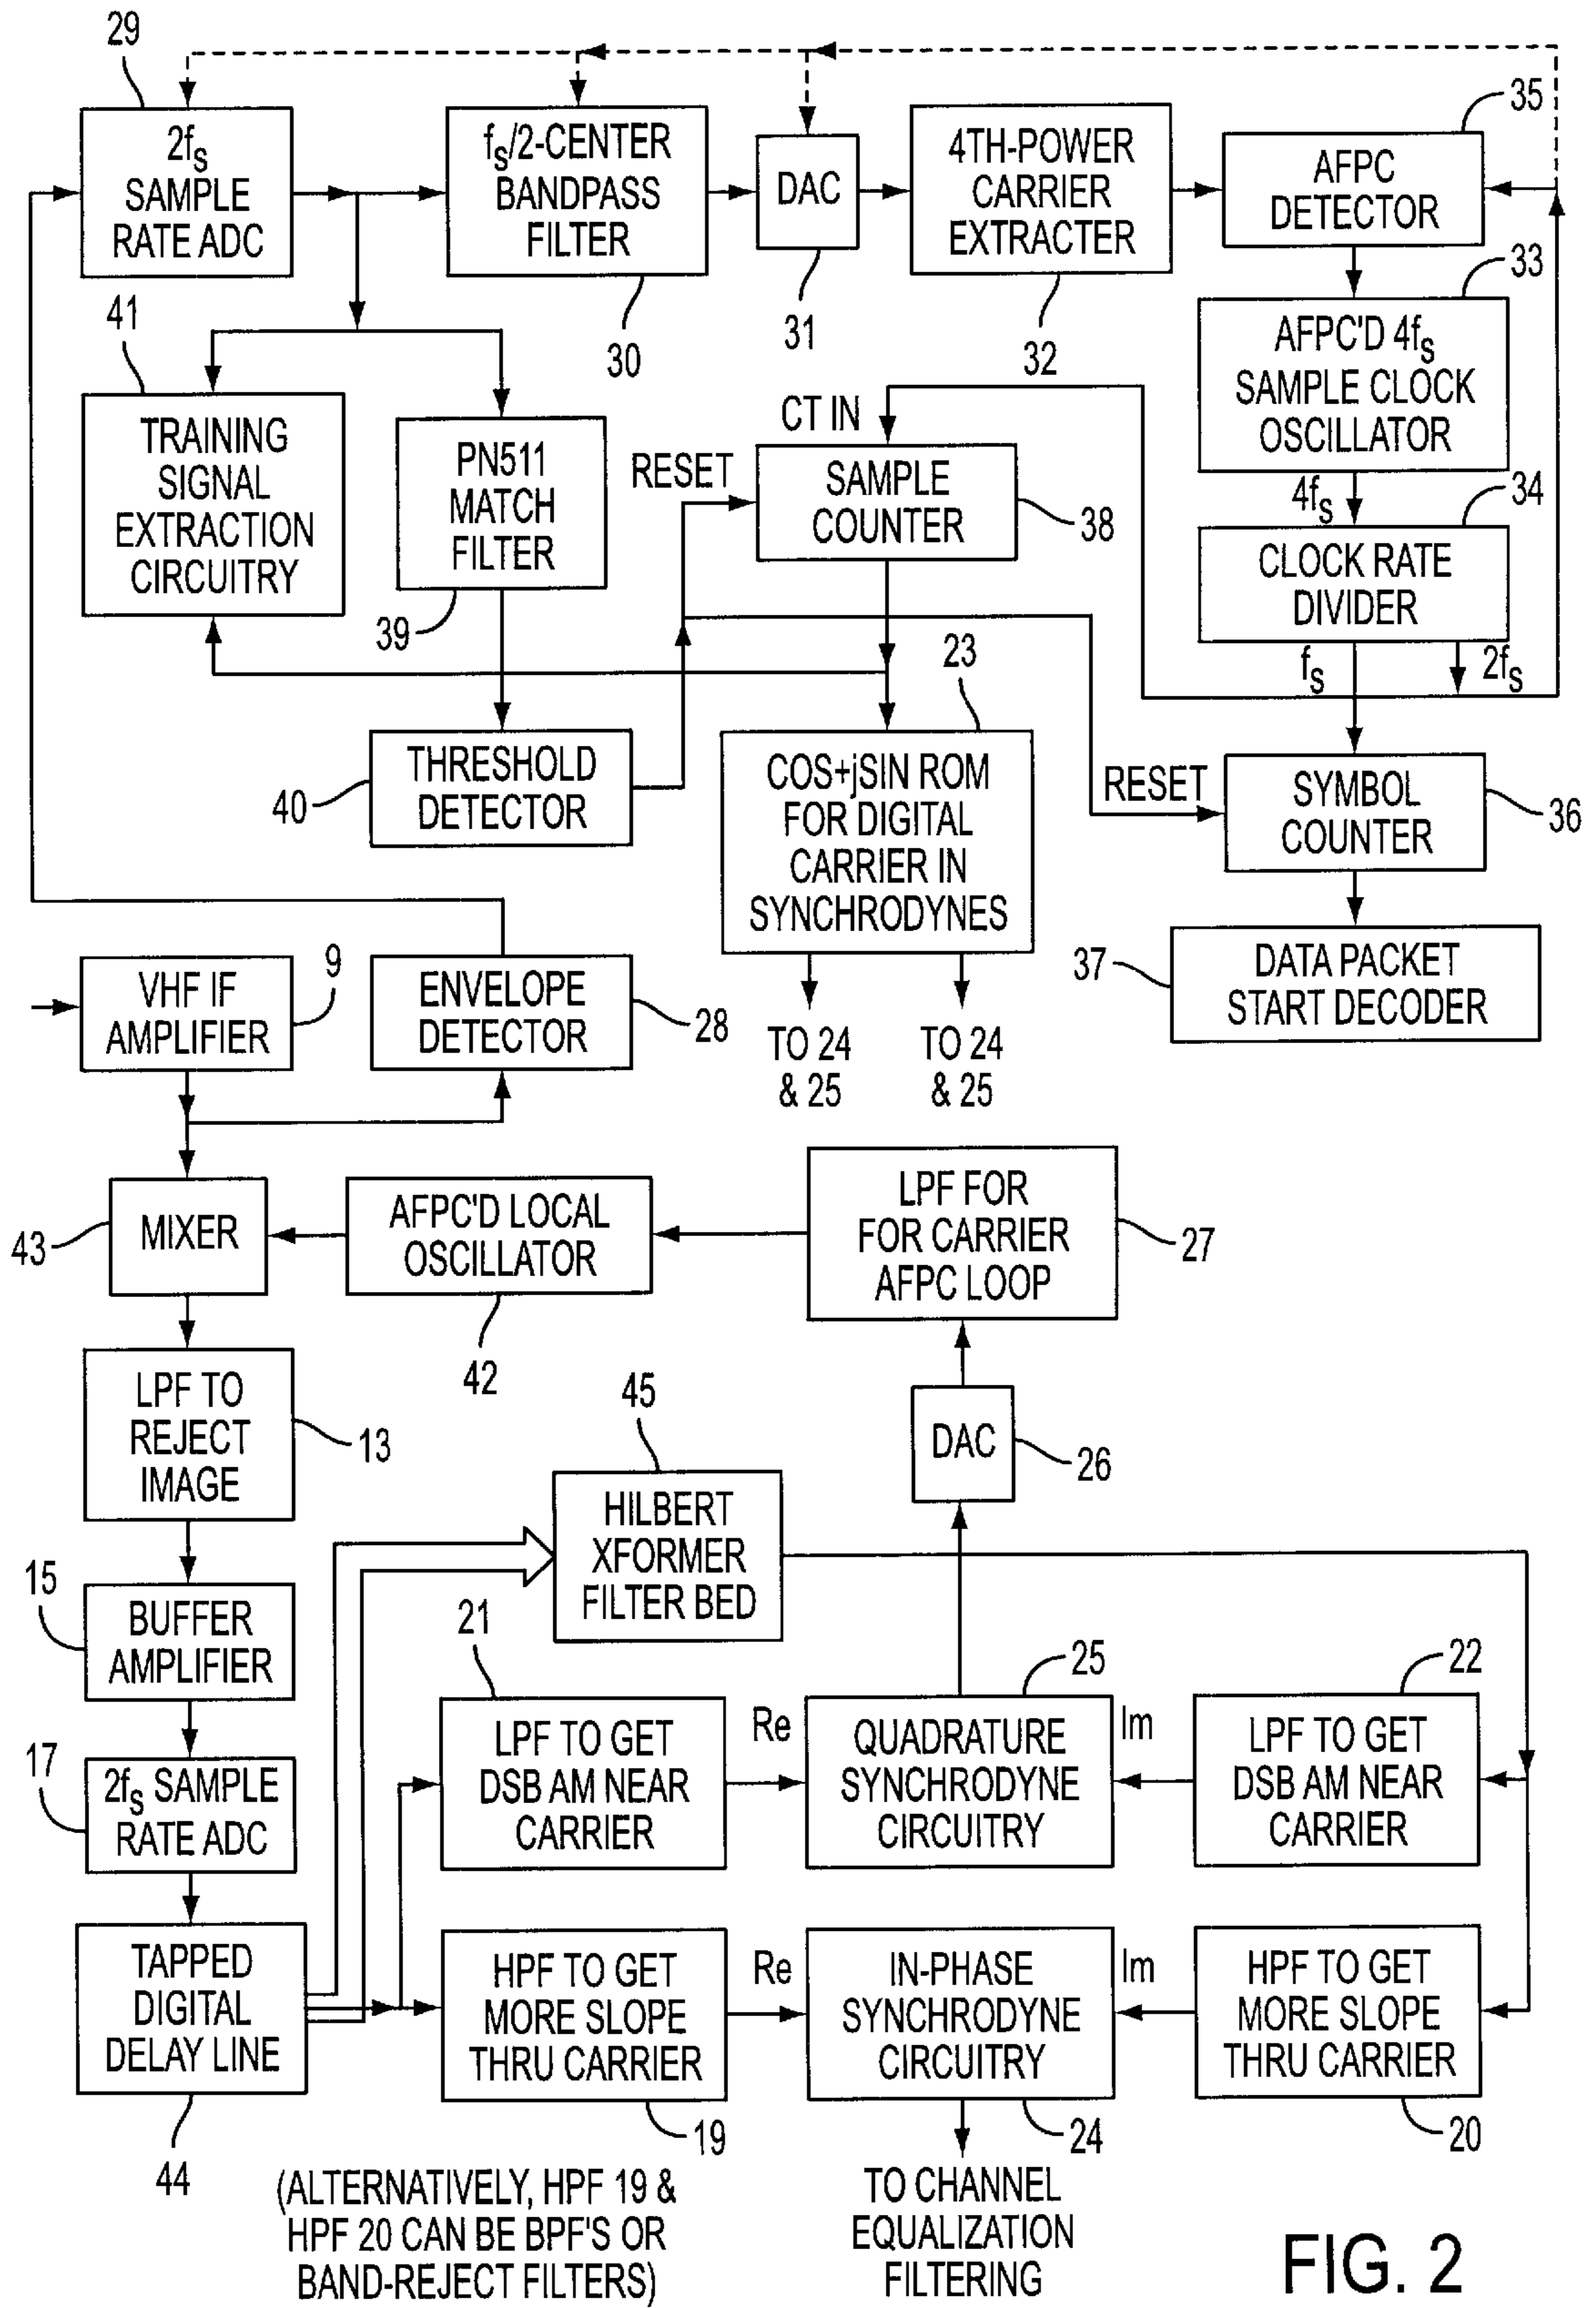 29
2fs
SAMPLE
RATE ADC
fs/2-CENTER
BANDPASS
FILTER
30
DAC
31
4TH-POWER
CARRIER
EXTRACTER
32
35
AFPC
DETECTOR
33
AFPC'D 4fs
SAMPLE CLOCK
OSCILLATOR
4fs
34
CLOCK RATE
DIVIDER
fs
2fs
41
TRAINING
SIGNAL
EXTRACTION
CIRCUITRY
PN511
MATCH
FILTER
39
CT IN
RESET
SAMPLE
COUNTER
38
THRESHOLD
DETECTOR
40
23
COS+jSIN ROM
FOR DIGITAL
CARRIER IN
SYNCHRODYNES
TO 24
& 25
TO 24
& 25
RESET
SYMBOL
COUNTER
36
DATA PACKET
START DECODER
37
VHF IF
AMPLIFIER
9
ENVELOPE
DETECTOR
28
MIXER
43
AFPC'D LOCAL
OSCILLATOR
42
LPF FOR
FOR CARRIER
AFPC LOOP
27
LPF TO
REJECT
IMAGE
13
DAC
26
45
HILBERT
XFORMER
FILTER BED
15
BUFFER
AMPLIFIER
17
2fs SAMPLE
RATE ADC
21
LPF TO GET
DSB AM NEAR
CARRIER
Re
25
QUADRATURE
SYNCHRODYNE
CIRCUITRY
Im
22
LPF TO GET
DSB AM NEAR
CARRIER
TAPPED
DIGITAL
DELAY LINE
44
HPF TO GET
MORE SLOPE
THRU CARRIER
19
Re
IN-PHASE
SYNCHRODYNE
CIRCUITRY
24
Im
HPF TO GET
MORE SLOPE
THRU CARRIER
20
(ALTERNATIVELY, HPF 19 &
HPF 20 CAN BE BPF'S OR
BAND-REJECT FILTERS)
TO CHANNEL
EQUALIZATION
FILTERING
FIG. 2